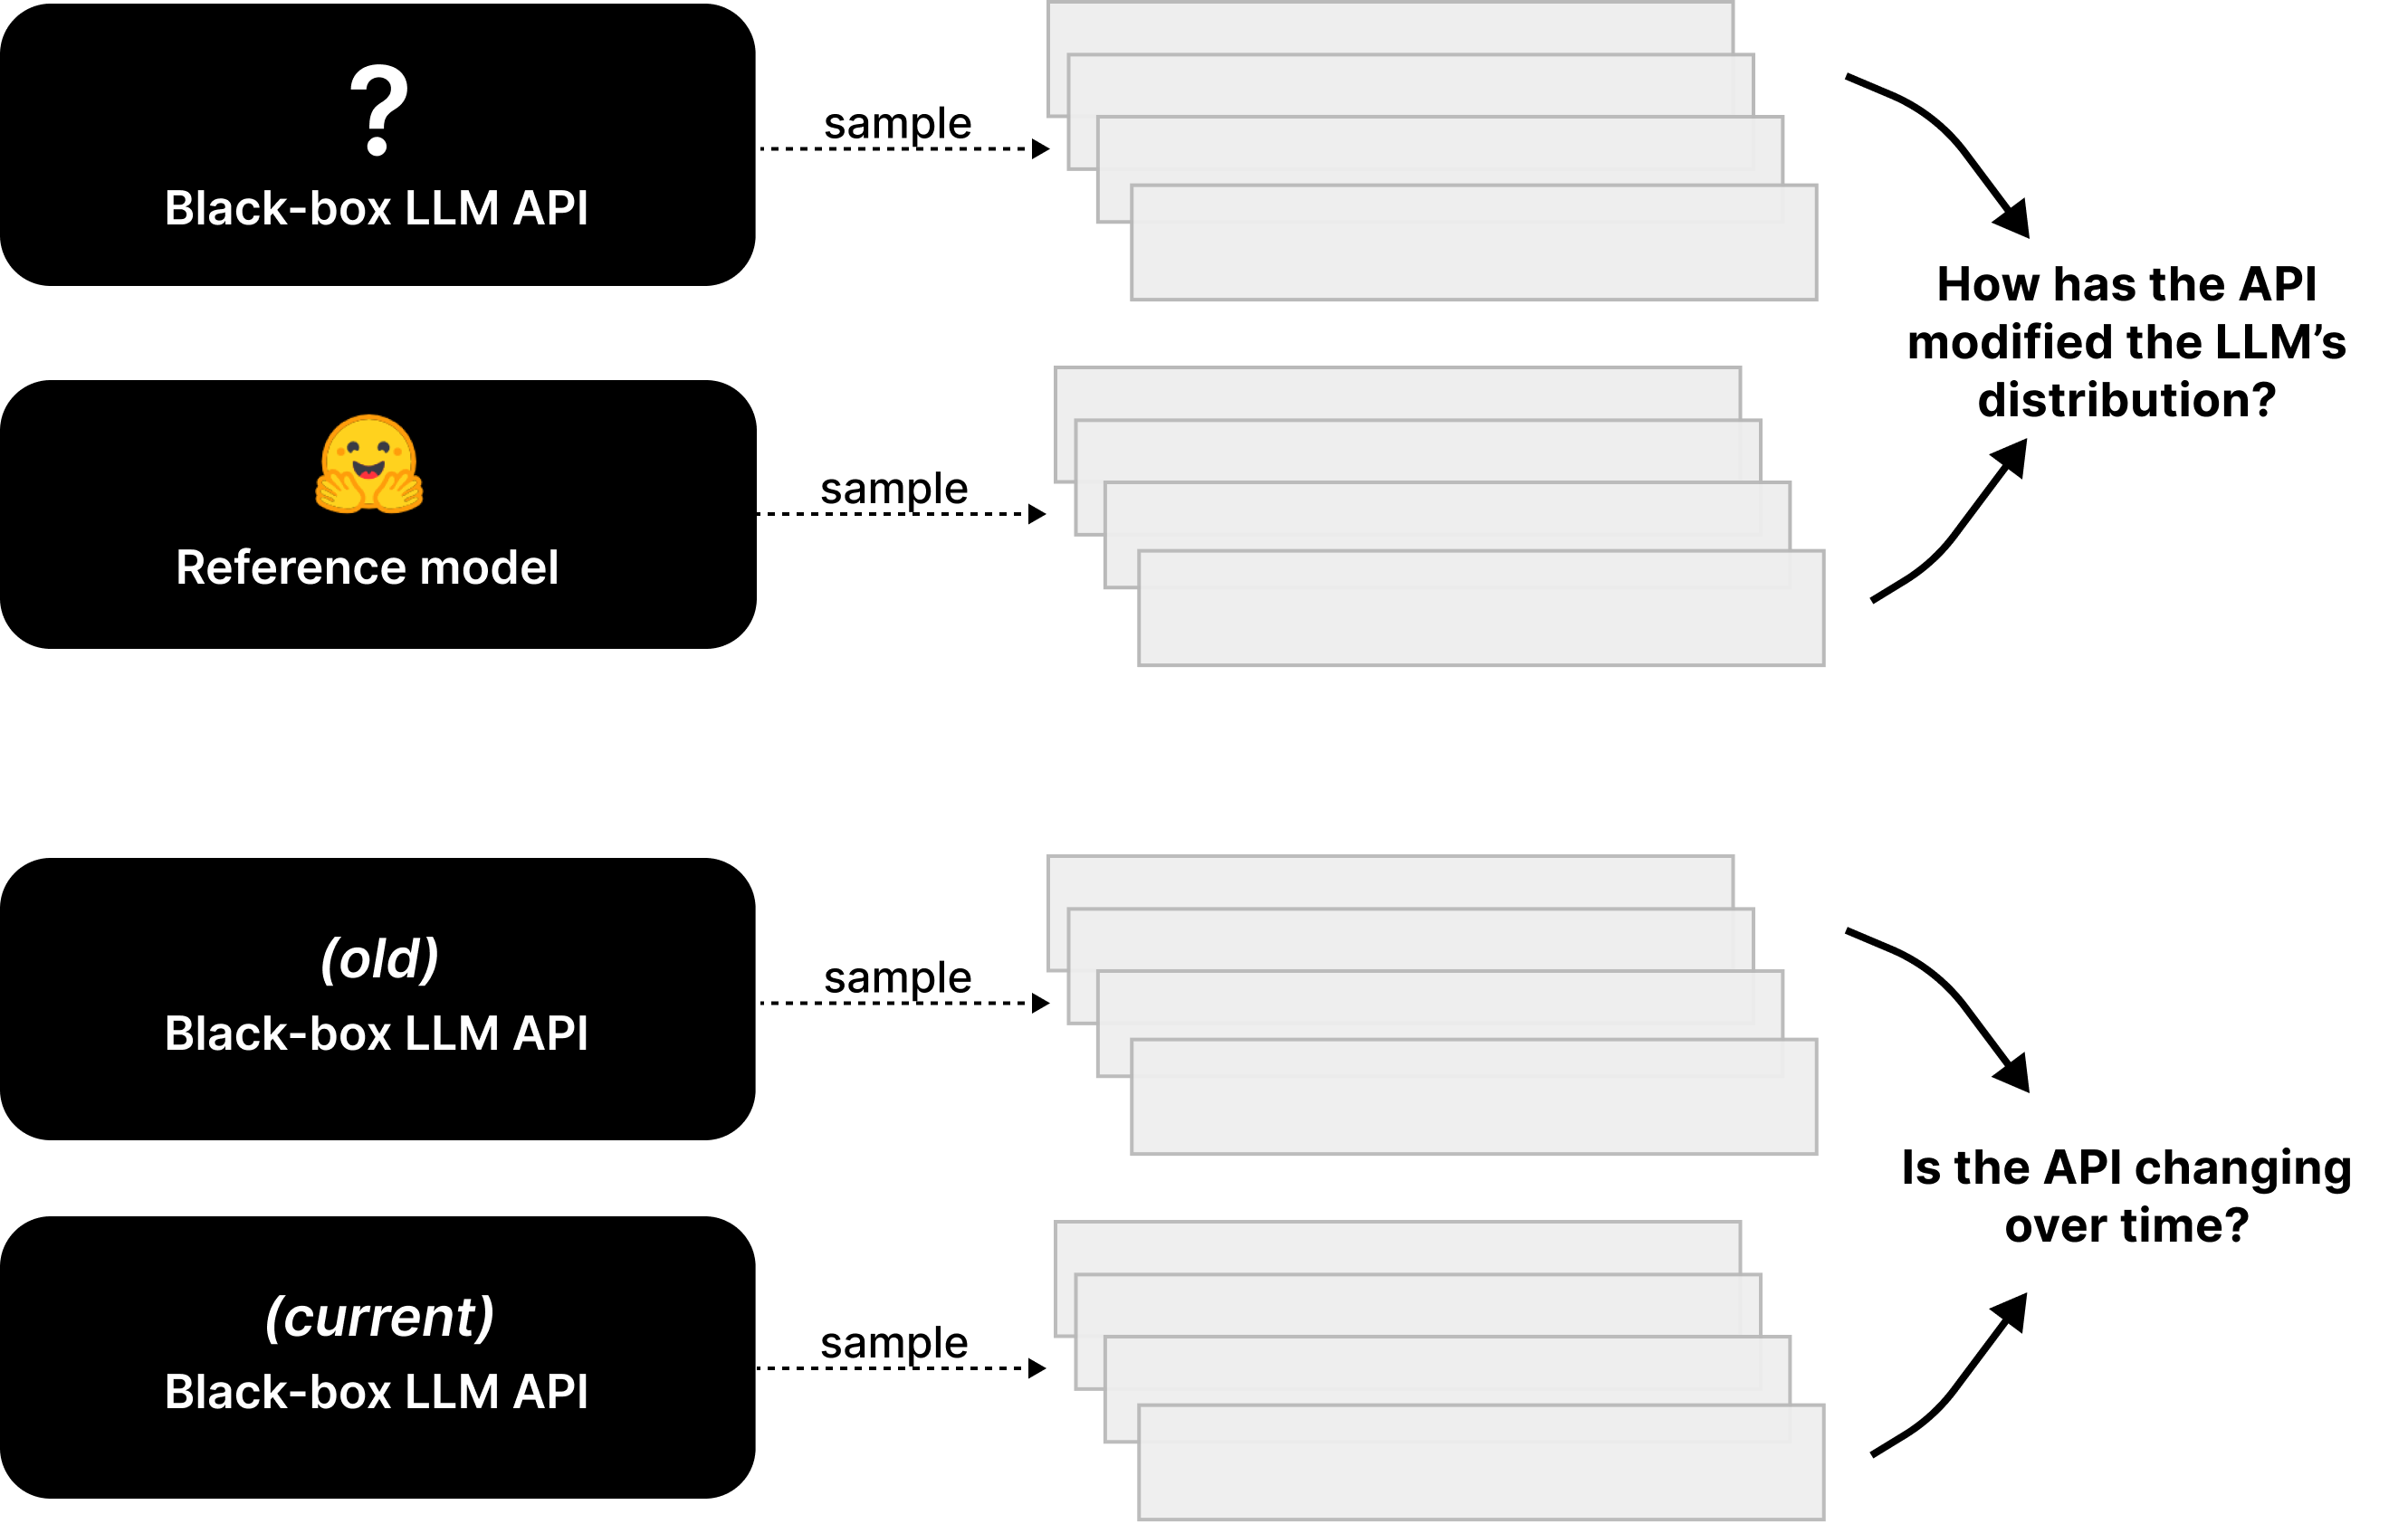 ?
Black-box LLM API
sample
How has the API
modified the LLM’s
distribution?
Reference model
sample
(old)
Black-box LLM API
sample
Is the API changing
over time?
(current)
Black-box LLM API
sample